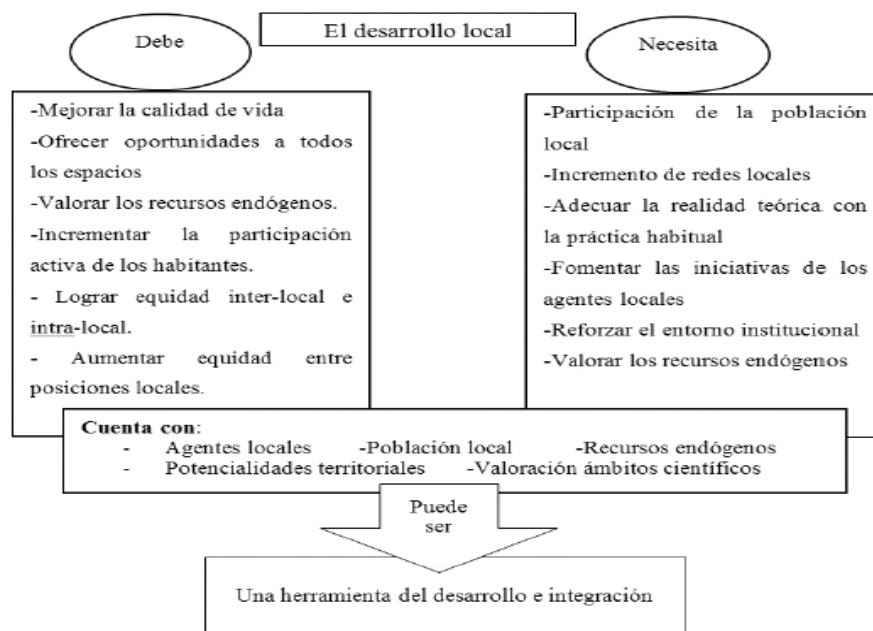 El desarrollo local
Debe
-Mejorar la calidad de vida
-Ofrecer oportunidades a todos
los espacios
-Valorar los recursos endógenos.
-Incrementar la participación
activa de los habitantes.
- Lograr equidad inter-local e
intra-local.
- Aumentar equidad entre
posiciones locales.
Necesita
-Participación de la población
local
-Incremento de redes locales
-Adecuar la realidad teórica con
la práctica habitual
-Fomentar las iniciativas de los
agentes locales
-Reforzar el entorno institucional
-Valorar los recursos endógenos
Cuenta con:
- Agentes locales -Población local -Recursos endógenos
- Potencialidades territoriales -Valoración ámbitos científicos
Puede
ser
Una herramienta del desarrollo e integración